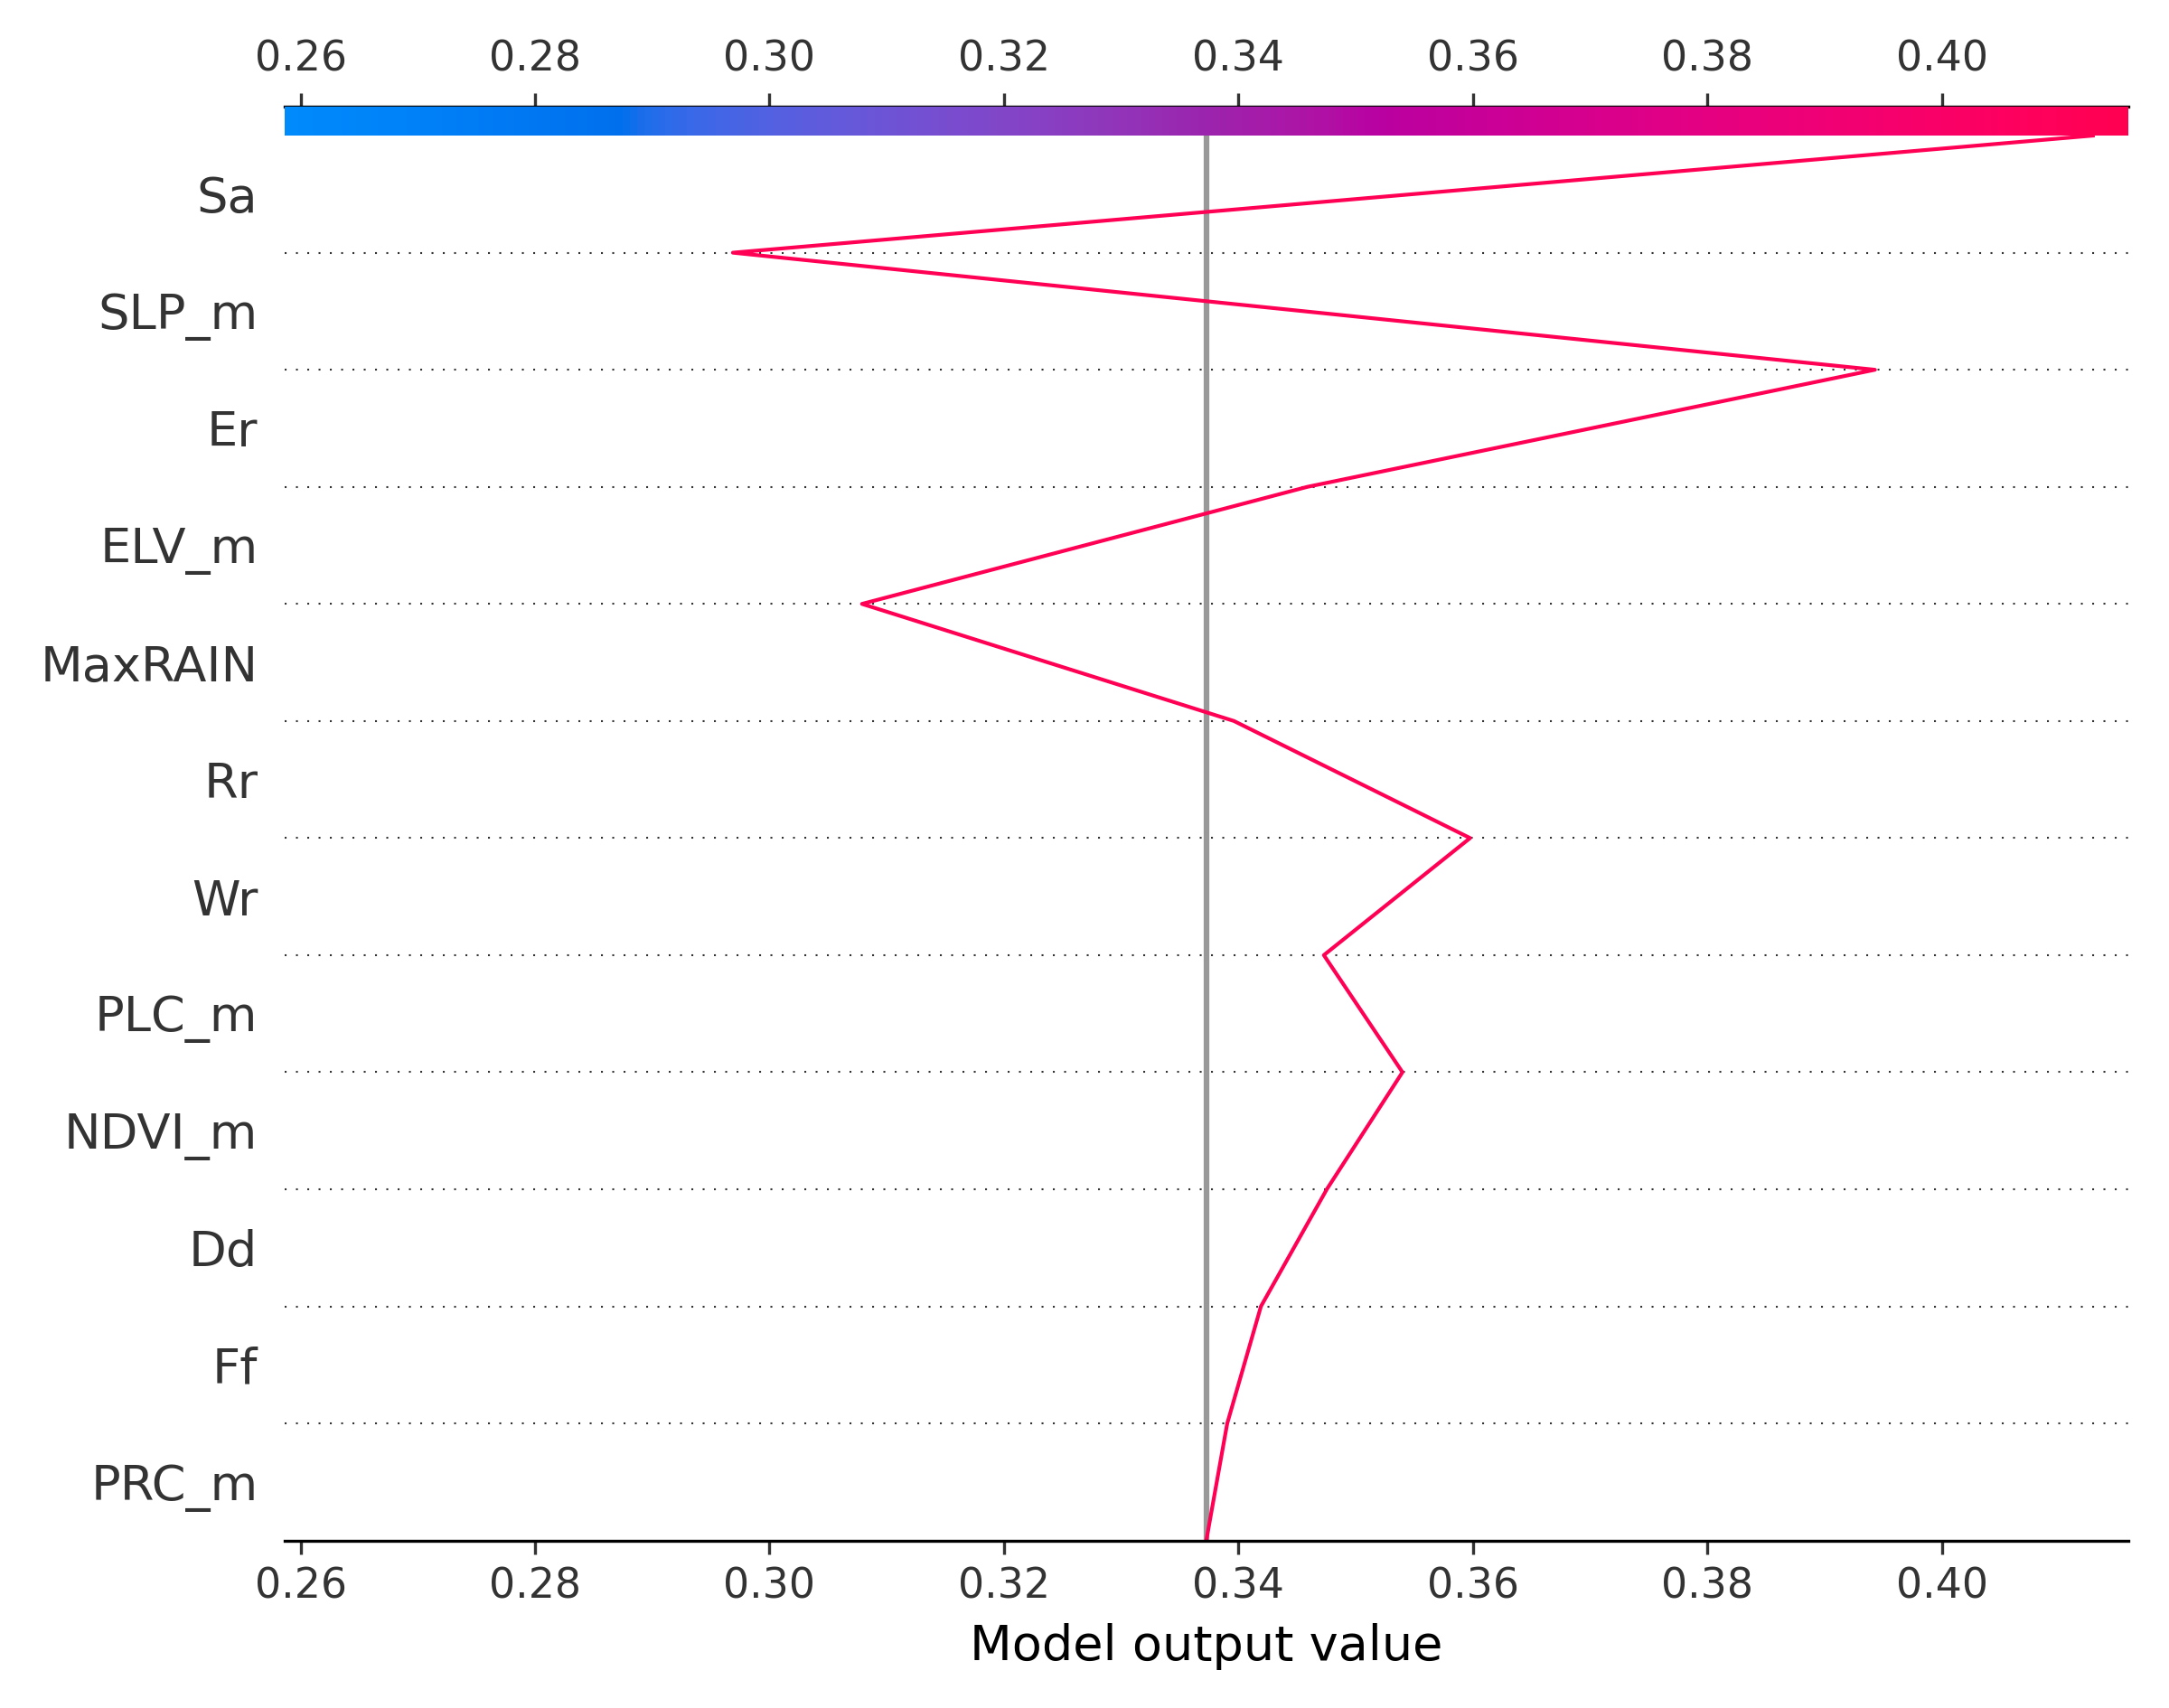 0.26 0.28 0.30 0.32 0.34 0.36 0.38 0.40
Sa
SLP_m
Er
ELV_m
MaxRAIN
Rr
Wr
PLC_m
NDVI_m
Dd
Ff
PRC_m
0.26 0.28 0.30 0.32 0.34 0.36 0.38 0.40
Model output value